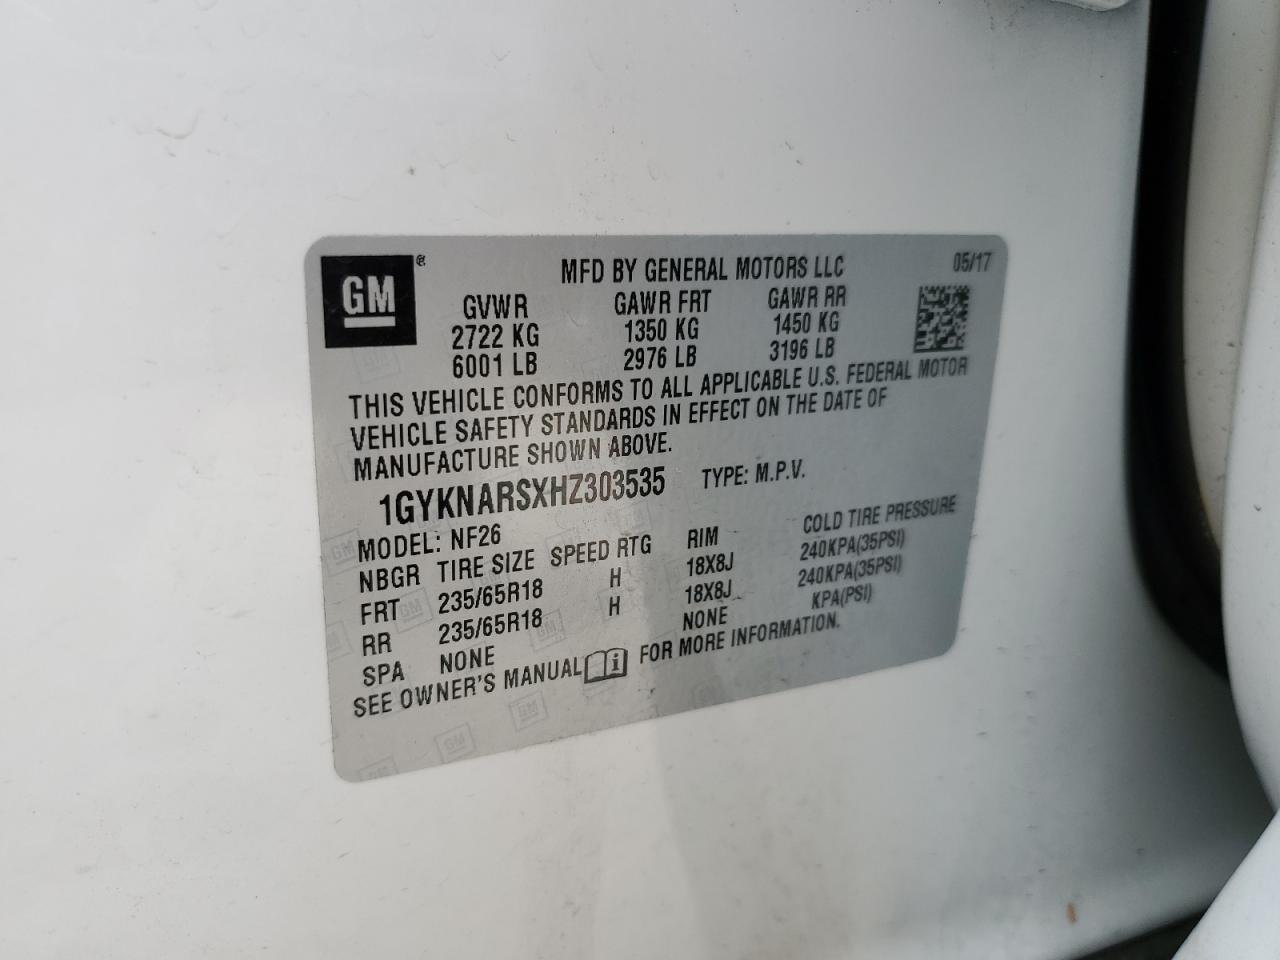 GM ®
MFD BY GENERAL MOTORS LLC 05/17
GVWR GAWR FRT GAWR RR
2722 KG 1350 KG 1450 KG
6001 LB 2976 LB 3196 LB
THIS VEHICLE CONFORMS TO ALL APPLICABLE U.S. FEDERAL MOTOR
VEHICLE SAFETY STANDARDS IN EFFECT ON THE DATE OF
MANUFACTURE SHOWN ABOVE.
1GYKNARSXHZ303535 TYPE: M.P.V.
MODEL: NF26
NBGR TIRE SIZE SPEED RTG RIM COLD TIRE PRESSURE
FRT 235/65R18 H 18X8J 240KPA(35PSI)
RR 235/65R18 H 18X8J 240KPA(35PSI)
SPA NONE NONE KPA(PSI)
SEE OWNER'S MANUAL i FOR MORE INFORMATION.